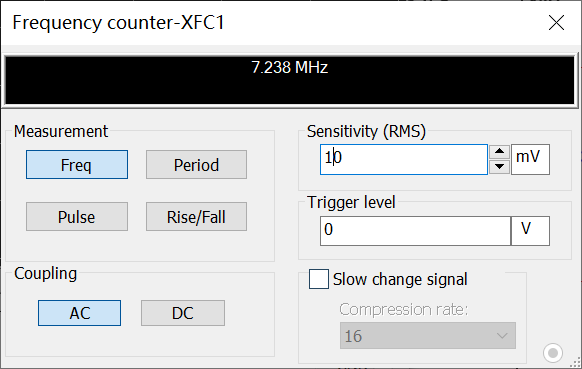 Frequency counter-XFC1
7.238 MHz
Measurement
Freq
Period
Pulse
Rise/Fall
Coupling
AC
DC
Sensitivity (RMS)
10
mV
Trigger level
0
V
Slow change signal
Compression rate:
16